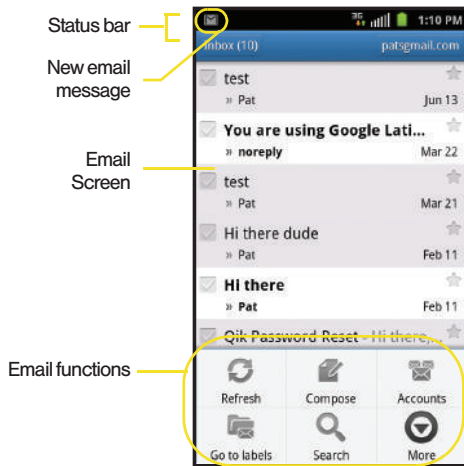 Status bar
New email
message
Email
Screen
Email functions
3G
1:10 PM
Inbox (10) patsgmail.com
test
» Pat Jun 13
You are using Google Lati...
» noreply Mar 22
test
» Pat Mar 21
Hi there dude
» Pat Feb 11
Hi there
» Pat Feb 11
Qik Password Reset - Hi there,...
Refresh Compose Accounts
Go to labels Search More